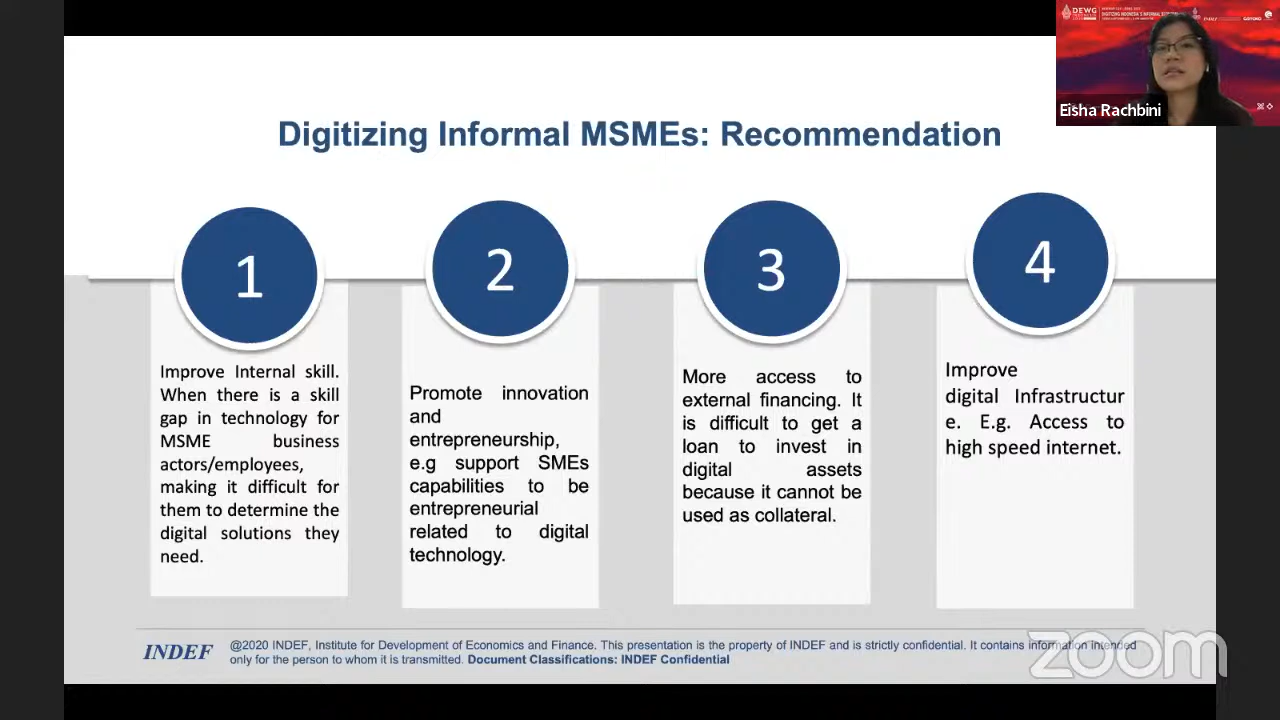 DEWG
DIGITIZING INDONESIA'S INFORMAL
Eisha Rachbini
Digitizing Informal MSMEs: Recommendation
1
Improve Internal skill.
When there is a skill
gap in technology for
MSME business
actors/employees,
making it difficult for
them to determine the
digital solutions they
need.
2
Promote innovation
and
entrepreneurship,
e.g support SMEs
capabilities to be
entrepreneurial
related to digital
technology.
3
More access to
external financing. It
is difficult to get a
loan to invest in
digital assets
because it cannot be
used as collateral.
4
Improve
digital Infrastructur
e. E.g. Access to
high speed internet.
INDEF
@2020 INDEF, Institute for Development of Economics and Finance. This presentation is the property of INDEF and is strictly confidential. It contains information intended
only for the person to whom it is transmitted. Document Classifications: INDEF Confidential
zoom